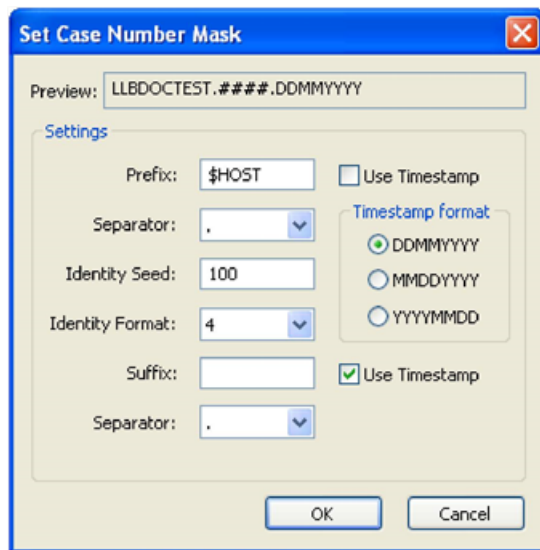 Set Case Number Mask
Preview: LLBDOCTEST.####.DDMMYYYY
Settings
Prefix: $HOST Use Timestamp
Separator: .
Timestamp format
DDMMYYYY
Identity Seed: 100
MMDDYYYY
Identity Format: 4
YYYYMMDD
Suffix: Use Timestamp
Separator: .
OK Cancel